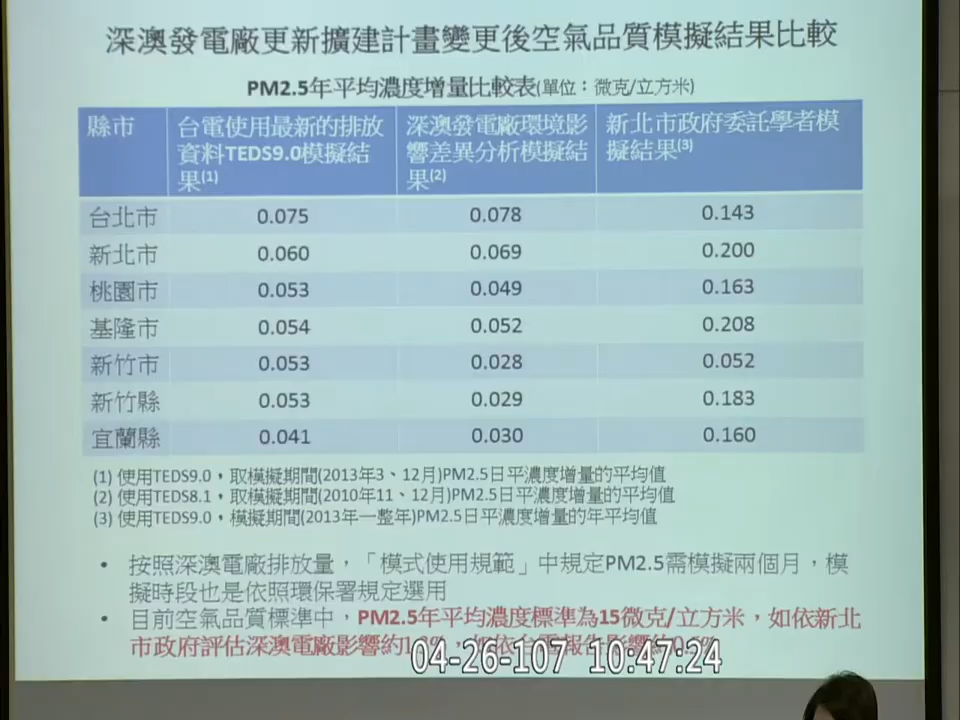 深澳發電廠更新擴建計畫變更後空氣品質模擬結果比較
PM2.5年平均濃度增量比較表(單位：微克/立方米)
縣市 台電使用最新的排放資料TEDS9.0模擬結果(1) 深澳發電廠環境影響差異分析模擬結果(2) 新北市政府委託學者模擬結果(3)
台北市 0.075 0.078 0.143
新北市 0.060 0.069 0.200
桃園市 0.053 0.049 0.163
基隆市 0.054 0.052 0.208
新竹市 0.053 0.028 0.052
新竹縣 0.053 0.029 0.183
宜蘭縣 0.041 0.030 0.160
(1) 使用TEDS9.0，取模擬期間(2013年3、12月)PM2.5日平濃度增量的平均值
(2) 使用TEDS8.1，取模擬期間(2010年11、12月)PM2.5日平濃度增量的平均值
(3) 使用TEDS9.0，模擬期間(2013年一整年)PM2.5日平濃度增量的年平均值
• 按照深澳電廠排放量，「模式使用規範」中規定PM2.5需模擬兩個月，模
擬時段也是依照環保署規定選用
• 目前空氣品質標準中，PM2.5年平均濃度標準為15微克/立方米，如依新北
市政府評估深澳電廠影響約
04-26-107 10:47:24